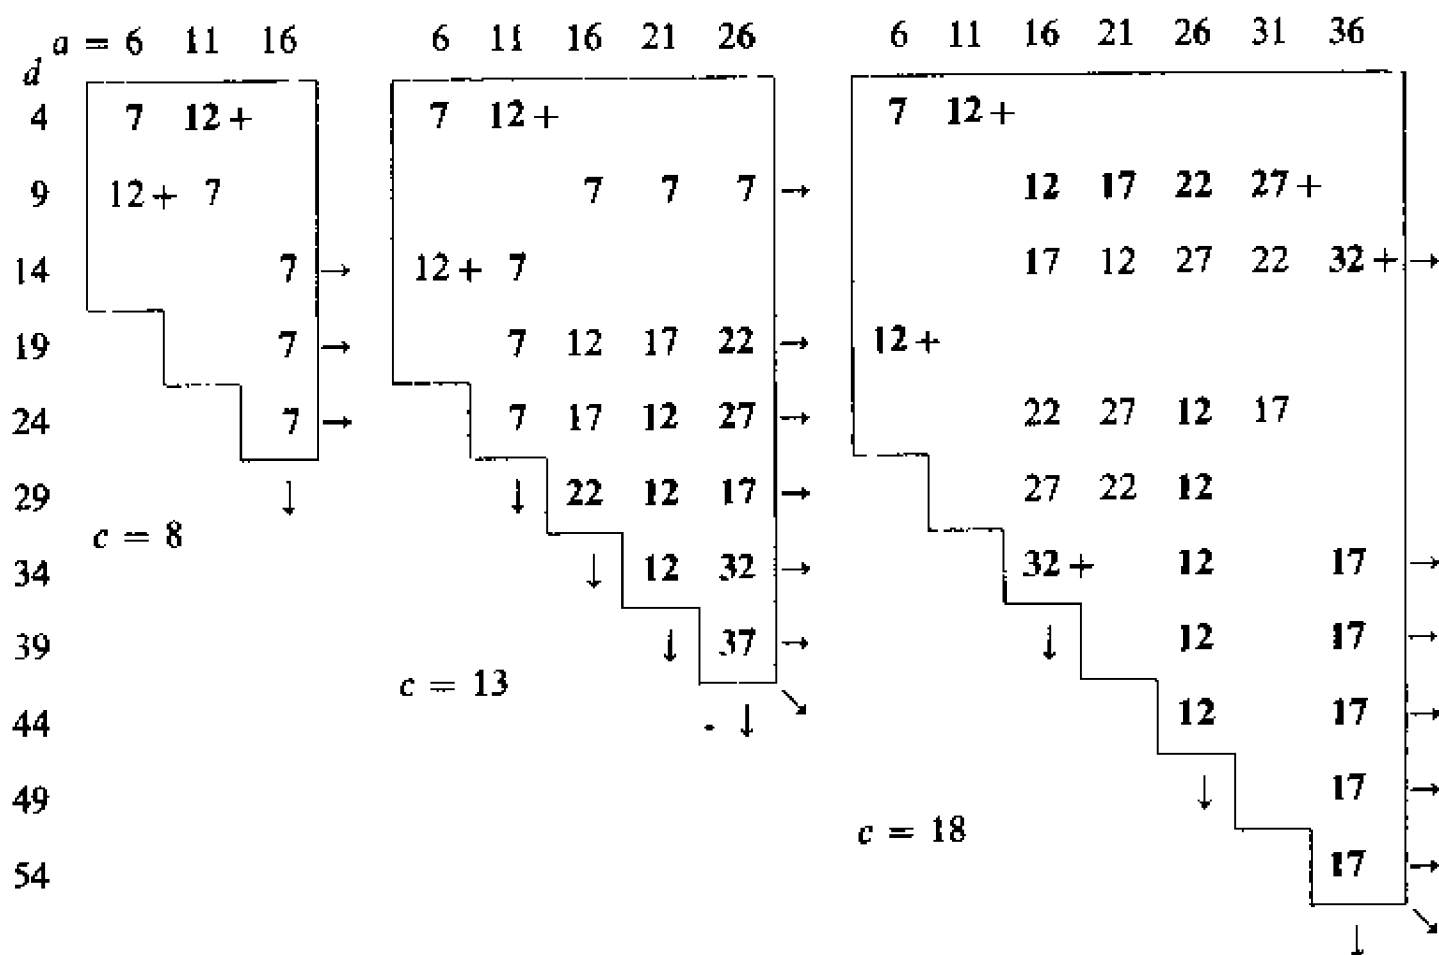 a = 6 11 16 6 11 16 21 26 6 11 16 21 26 31 36
d
4 7 12 + 7 12 + 7 12 +
9 12 + 7 7 7 7 → 12 17 22 27 +
14 7 → 12 + 7 17 12 27 22 32 + →
19 7 → 7 12 17 22 → 12 +
24 7 → 7 17 12 27 → 22 27 12 17
29 ↓ ↓ 22 12 17 → 27 22 12
c = 8
34 ↓ 12 32 → 32 + 12 17 →
39 ↓ 37 → ↓ 12 17 →
c = 13
44 ↓ ↘ 12 17 →
49 ↓ 17 →
c = 18
54 17 →
↓ ↘